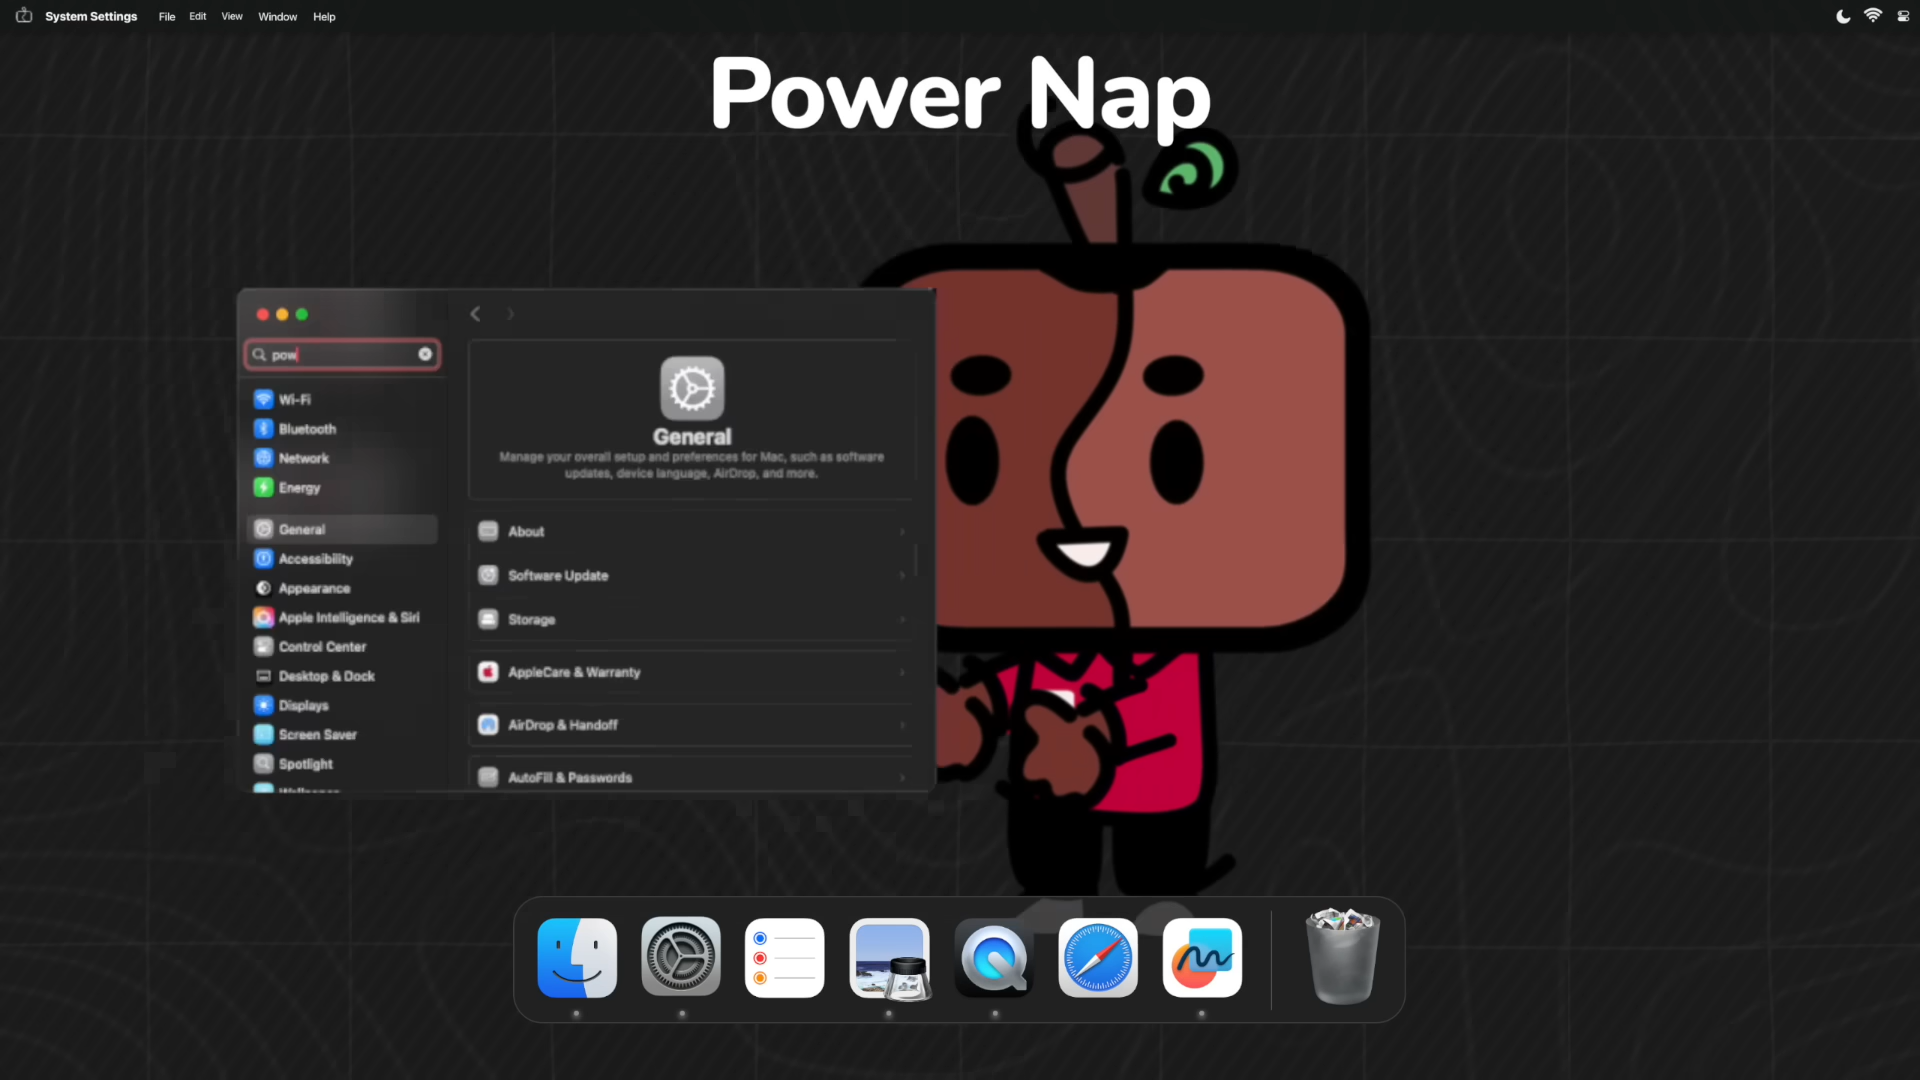 System Settings File Edit View Window Help
Power Nap
pow
Wi-Fi
Bluetooth
Network
Energy
General
Accessibility
Appearance
Apple Intelligence & Siri
Control Center
Desktop & Dock
Displays
Screen Saver
Spotlight
Wallpaper
General
Manage your overall setup and preferences for Mac, such as software
updates, device language, AirDrop, and more.
About
Software Update
Storage
AppleCare & Warranty
AirDrop & Handoff
AutoFill & Passwords